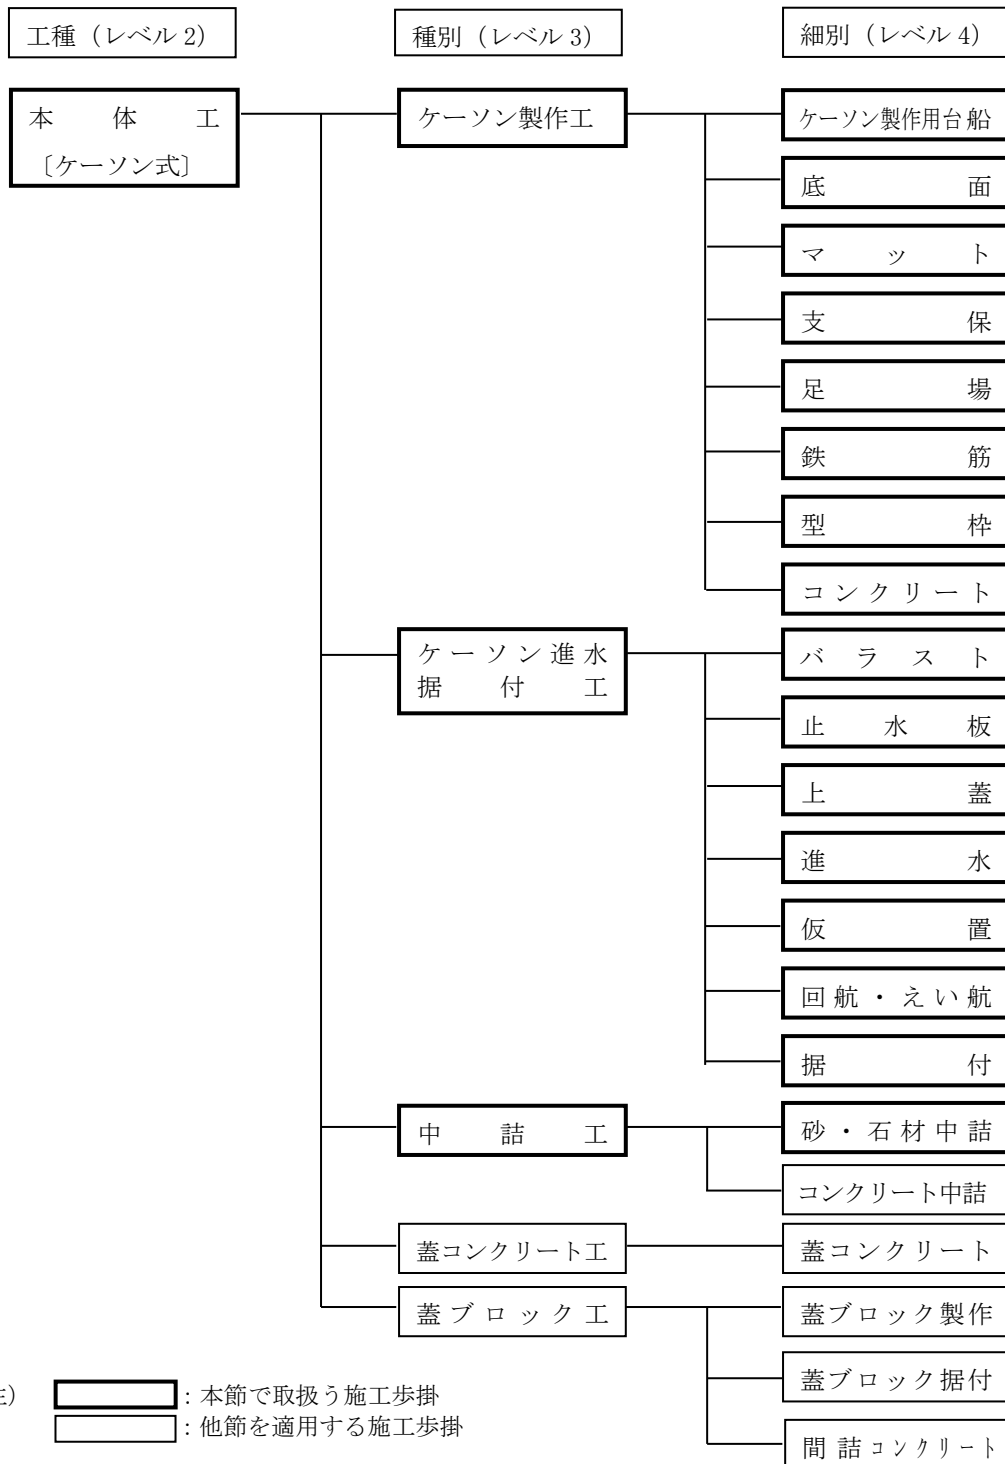 工種（レベル2）
種別（レベル3）
細別（レベル4）
本体工
〔ケーソン式〕
ケーソン製作工
ケーソン製作用台船
底面
マット
支保
足場
鉄筋
型枠
コンクリート
ケーソン進水
据付工
バラスト
止水板
上蓋
進水
仮置
回航・えい航
据付
中詰工
砂・石材中詰
コンクリート中詰
蓋コンクリート工
蓋コンクリート
蓋ブロック工
蓋ブロック製作
蓋ブロック据付
間詰コンクリート
注）　：本節で取扱う施工歩掛
：他節を適用する施工歩掛